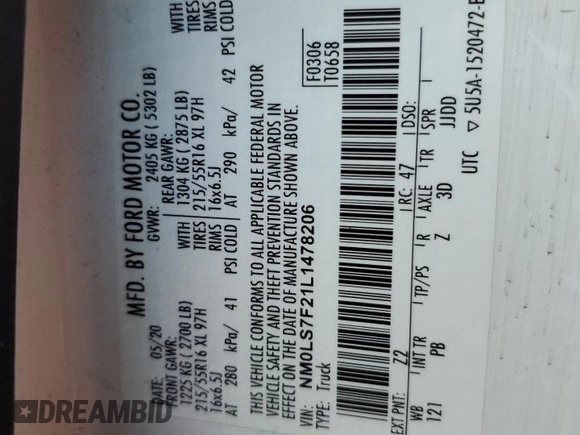 MFD. BY FORD MOTOR CO.
DATE: 05/20 GVWR: 2405 KG ( 5302 LB)
FRONT GAWR: REAR GAWR:
1225 KG ( 2700 LB) WITH 1304 KG ( 2875 LB) WITH
215/55R16 XL 97H TIRES 215/55R16 XL 97H TIRES
16x6.5J RIMS 16x6.5J RIMS
AT 280 kPa/ 41 PSI COLD AT 290 kPa/ 42 PSI COLD
THIS VEHICLE CONFORMS TO ALL APPLICABLE FEDERAL MOTOR
VEHICLE SAFETY AND THEFT PREVENTION STANDARDS IN
EFFECT ON THE DATE OF MANUFACTURE SHOWN ABOVE.
NM0LS7F21L1478206
TYPE: Truck
F0306
T0658
EXT PNT: Z2 RC: 47 DSO:
WB INT TR TP/PS R AXLE TR SPR
121 PB Z 3D JJDD
UTC ▽ 5U5A-1520472-
DREAMBID